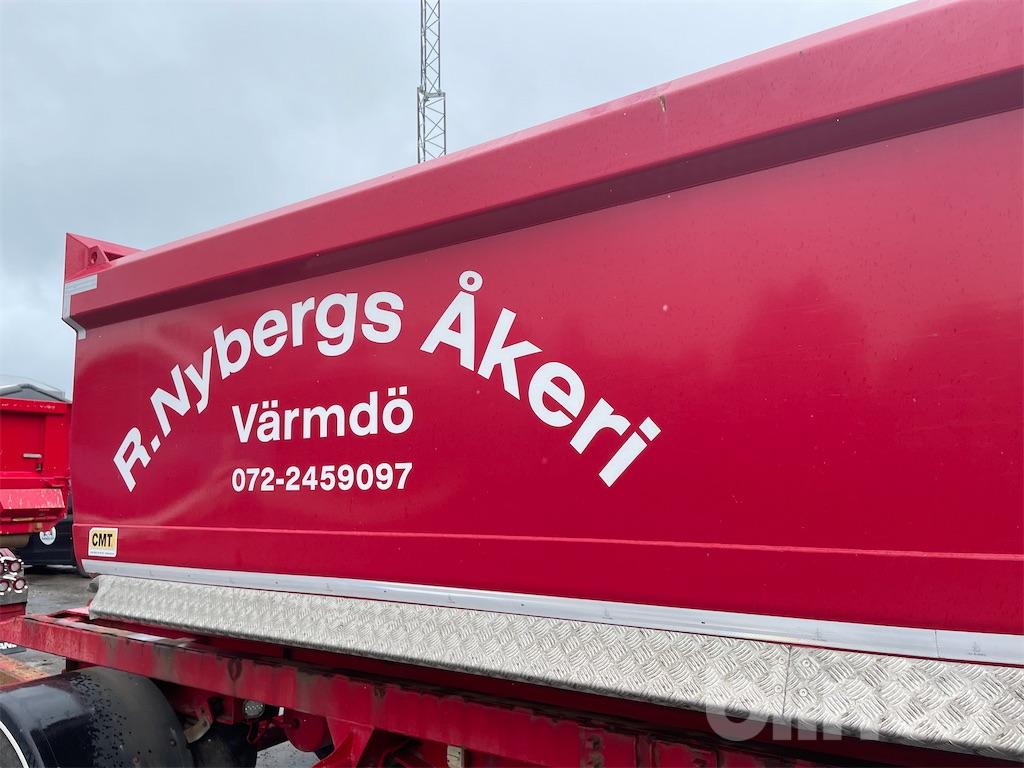 R.Nybergs Åkeri
Värmdö
072-2459097
CMT